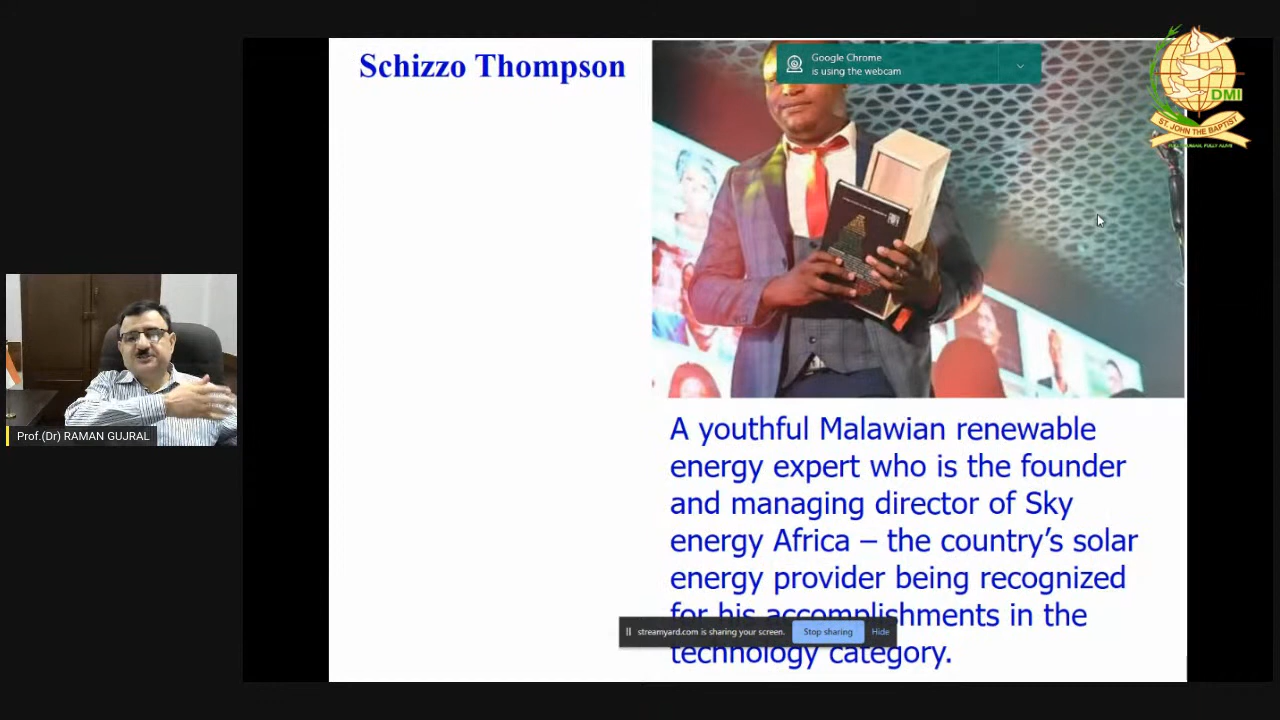 Schizzo Thompson
Google Chrome
is using the webcam
DMI
ST. JOHN THE BAPTIST
Prof.(Dr) RAMAN GUJRAL
A youthful Malawian renewable
energy expert who is the founder
and managing director of Sky
energy Africa – the country's solar
energy provider being recognized
for his accomplishments in the
streamyard.com is sharing your screen.
Stop sharing
Hide
technology category.